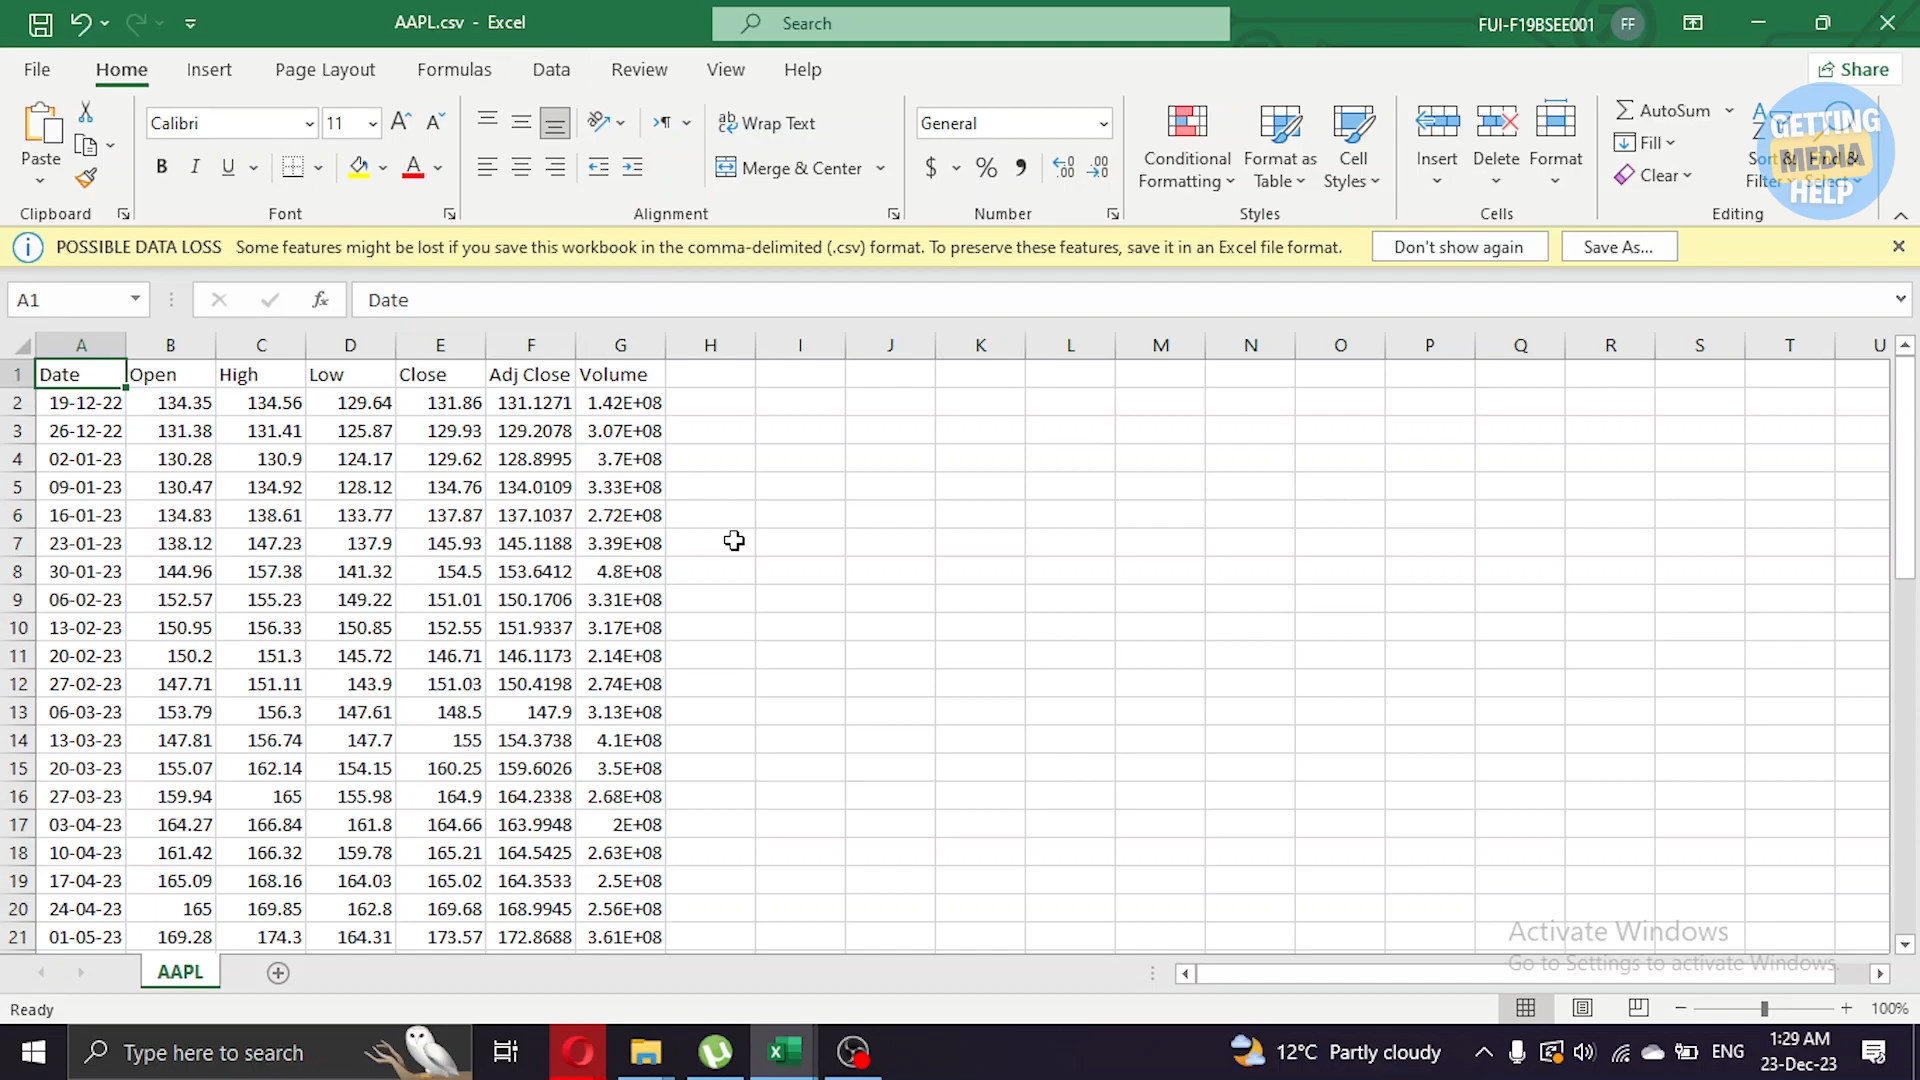 AAPL.csv - Excel
Search
FUI-F19BSEE001
FF
File Home Insert Page Layout Formulas Data Review View Help
Share
Paste
Clipboard
Calibri 11
B I U
Font
Wrap Text
Merge & Center
Alignment
General
$ % ,
Number
Conditional Formatting
Format as Table
Cell Styles
Styles
Insert
Delete
Format
Cells
AutoSum
Fill
Clear
Sort & Filter
Find & Select
Editing
GETTING
MEDIA
HELP
POSSIBLE DATA LOSS Some features might be lost if you save this workbook in the comma-delimited (.csv) format. To preserve these features, save it in an Excel file format.
Don't show again
Save As...
A1
fx
Date
A B C D E F G H I J K L M N O P Q R S T U
1 Date Open High Low Close Adj Close Volume
2 19-12-22 134.35 134.56 129.64 131.86 131.1271 1.42E+08
3 26-12-22 131.38 131.41 125.87 129.93 129.2078 3.07E+08
4 02-01-23 130.28 130.9 124.17 129.62 128.8995 3.7E+08
5 09-01-23 130.47 134.92 128.12 134.76 134.0109 3.33E+08
6 16-01-23 134.83 138.61 133.77 137.87 137.1037 2.72E+08
7 23-01-23 138.12 147.23 137.9 145.93 145.1188 3.39E+08
8 30-01-23 144.96 157.38 141.32 154.5 153.6412 4.8E+08
9 06-02-23 152.57 155.23 149.22 151.01 150.1706 3.31E+08
10 13-02-23 150.95 156.33 150.85 152.55 151.9337 3.17E+08
11 20-02-23 150.2 151.3 145.72 146.71 146.1173 2.14E+08
12 27-02-23 147.71 151.11 143.9 151.03 150.4198 2.74E+08
13 06-03-23 153.79 156.3 147.61 148.5 147.9 3.13E+08
14 13-03-23 147.81 156.74 147.7 155 154.3738 4.1E+08
15 20-03-23 155.07 162.14 154.15 160.25 159.6026 3.5E+08
16 27-03-23 159.94 165 155.98 164.9 164.2338 2.68E+08
17 03-04-23 164.27 166.84 161.8 164.66 163.9948 2E+08
18 10-04-23 161.42 166.32 159.78 165.21 164.5425 2.63E+08
19 17-04-23 165.09 168.16 164.03 165.02 164.3533 2.5E+08
20 24-04-23 165 169.85 162.8 169.68 168.9945 2.56E+08
21 01-05-23 169.28 174.3 164.31 173.57 172.8688 3.61E+08
Activate Windows
Go to Settings to activate Windows.
AAPL
Ready
100%
Type here to search
12°C Partly cloudy
ENG
1:29 AM
23-Dec-23